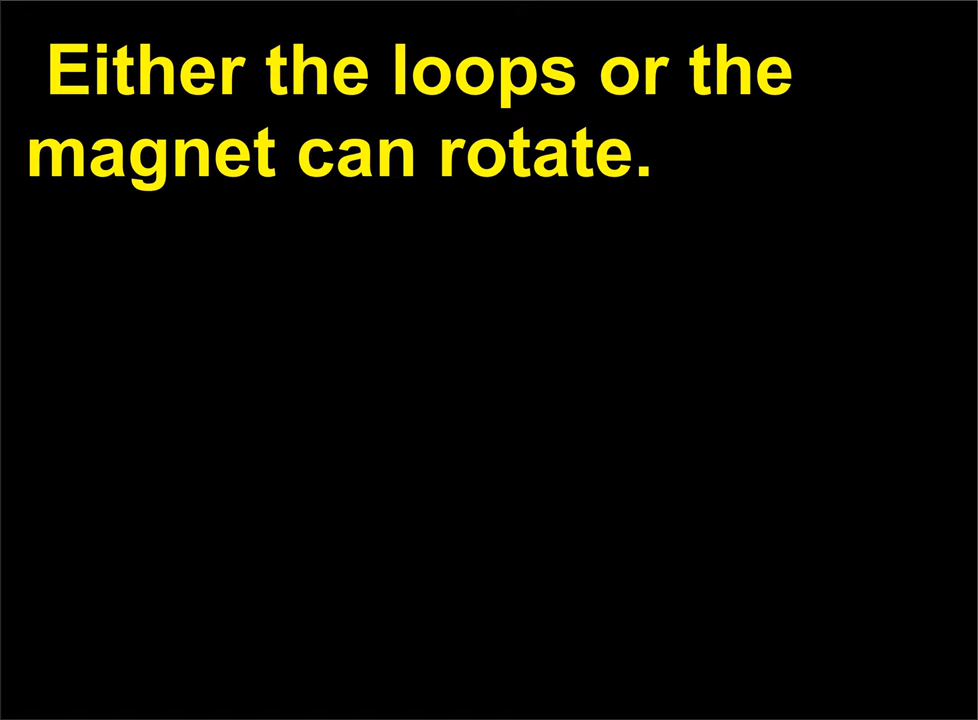 Either the loops or the
magnet can rotate.